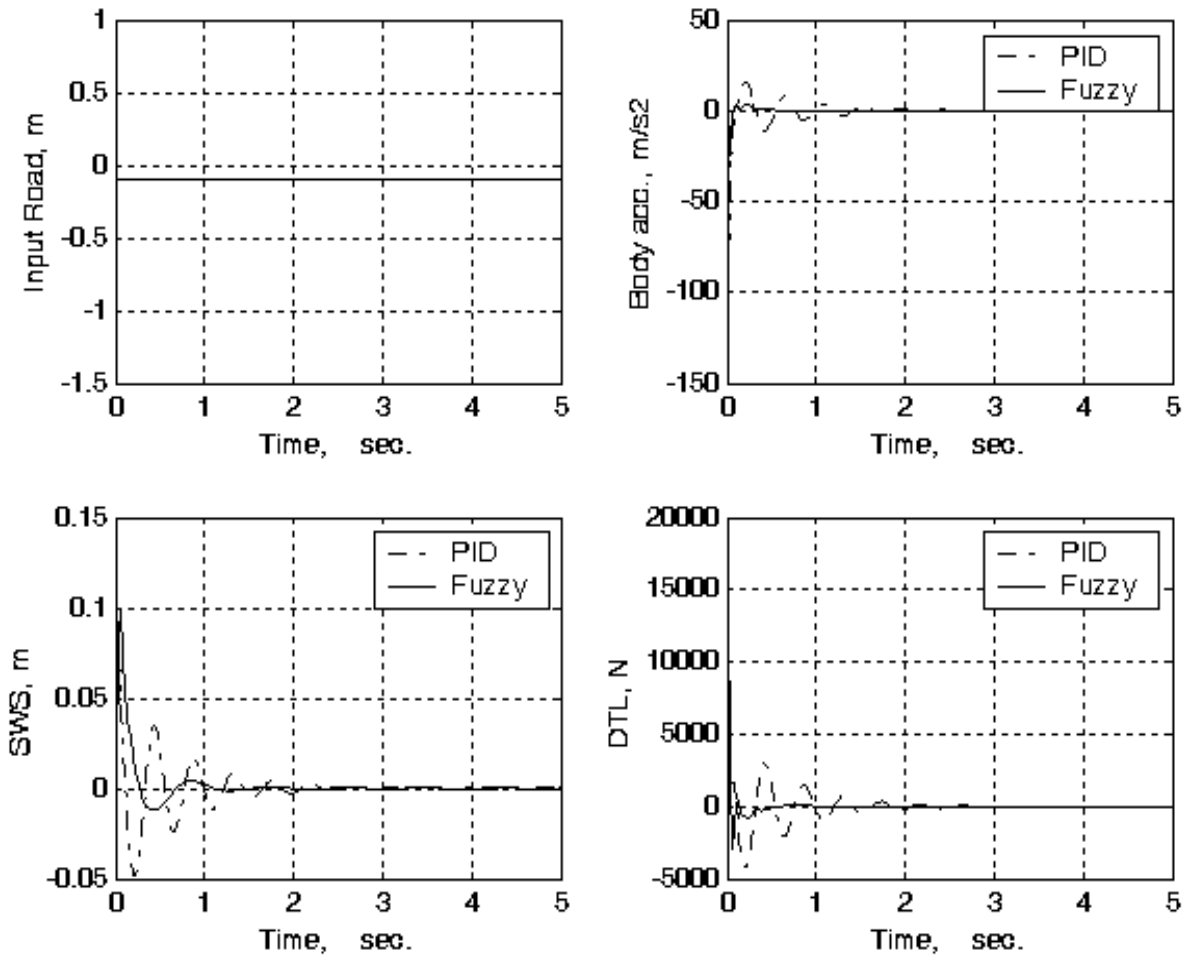 1
0.5
0
-0.5
-1
-1.5
Input Road, m
0 1 2 3 4 5
Time, sec.
50
0
-50
-100
-150
Body acc., m/s2
PID
Fuzzy
0 1 2 3 4 5
Time, sec.
0.15
0.1
0.05
0
-0.05
SWS, m
PID
Fuzzy
0 1 2 3 4 5
Time, sec.
20000
15000
10000
5000
0
-5000
DTL, N
PID
Fuzzy
0 1 2 3 4 5
Time, sec.